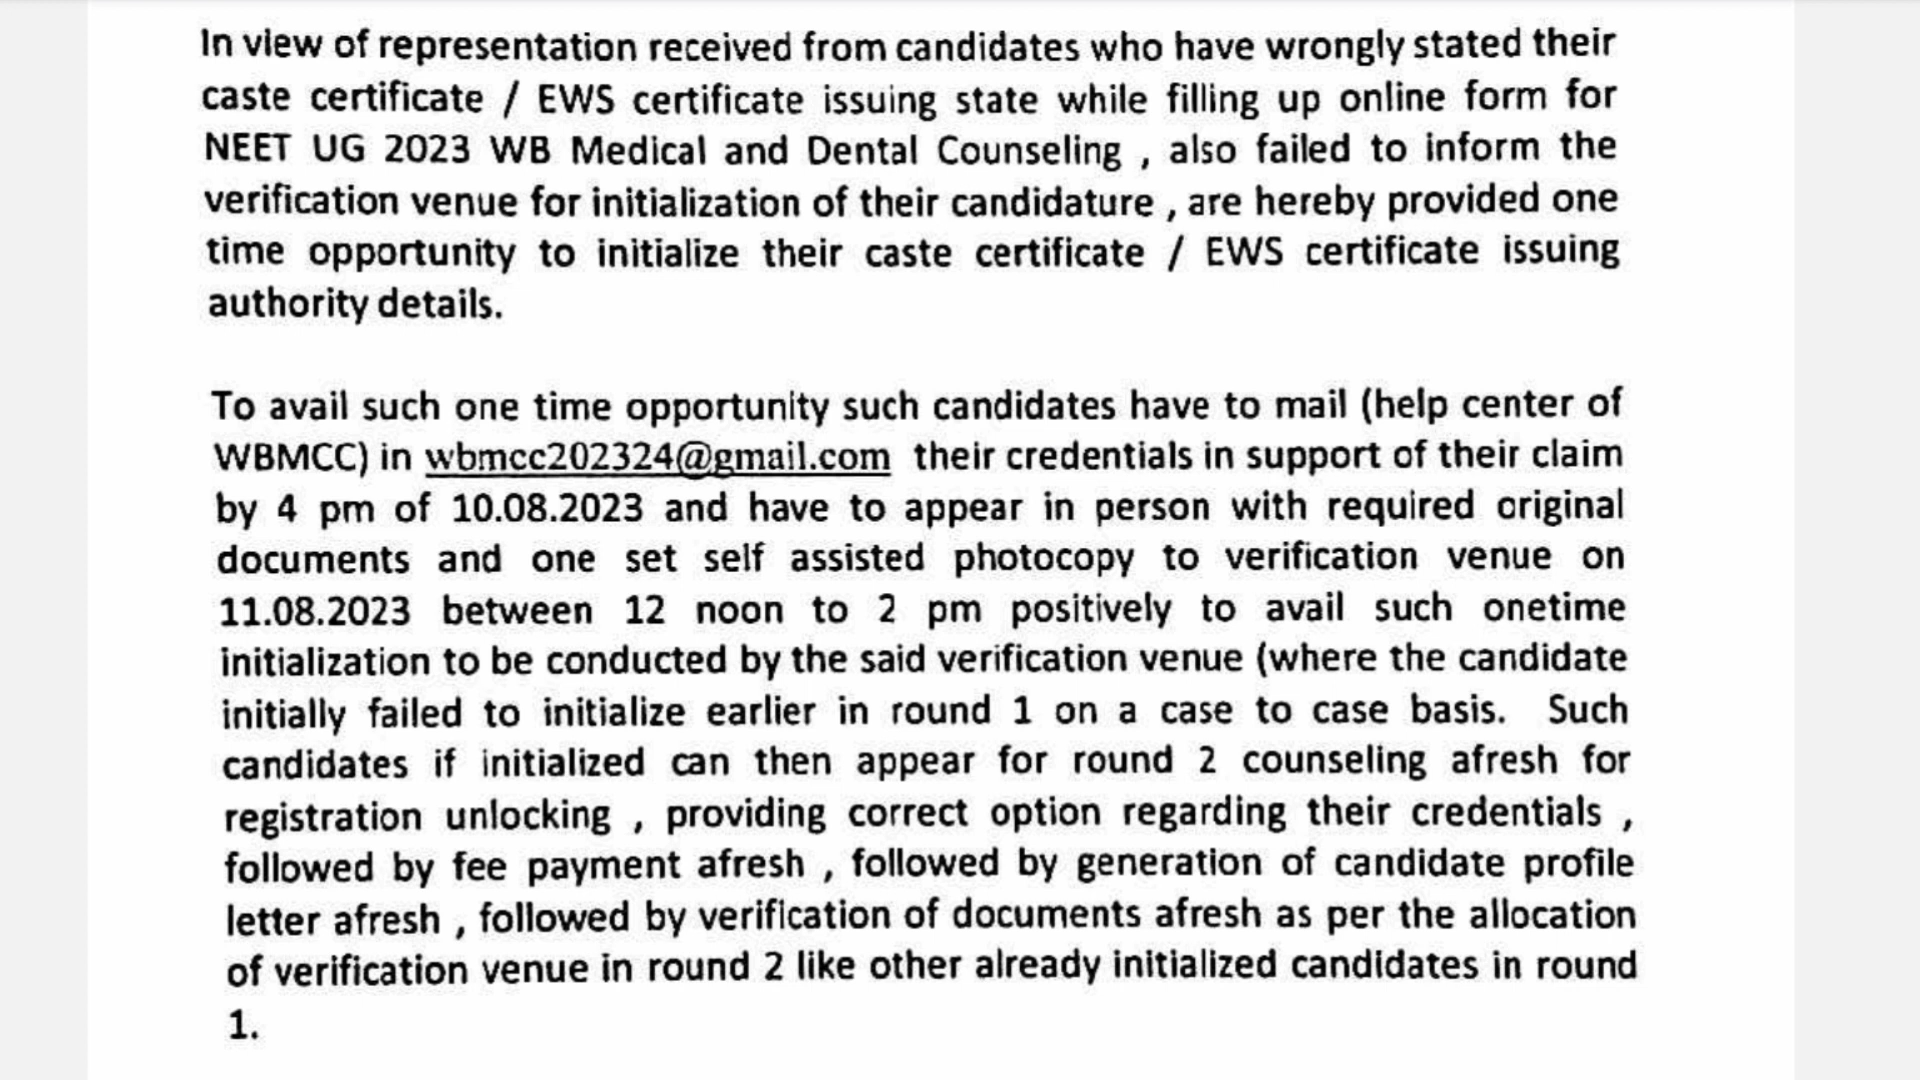 In view of representation received from candidates who have wrongly stated their
caste certificate / EWS certificate issuing state while filling up online form for
NEET UG 2023 WB Medical and Dental Counseling , also failed to inform the
verification venue for initialization of their candidature , are hereby provided one
time opportunity to initialize their caste certificate / EWS certificate issuing
authority details.
To avail such one time opportunity such candidates have to mail (help center of
WBMCC) in wbmcc202324@gmail.com their credentials in support of their claim
by 4 pm of 10.08.2023 and have to appear in person with required original
documents and one set self assisted photocopy to verification venue on
11.08.2023 between 12 noon to 2 pm positively to avail such onetime
initialization to be conducted by the said verification venue (where the candidate
initially failed to initialize earlier in round 1 on a case to case basis. Such
candidates if initialized can then appear for round 2 counseling afresh for
registration unlocking , providing correct option regarding their credentials ,
followed by fee payment afresh , followed by generation of candidate profile
letter afresh , followed by verification of documents afresh as per the allocation
of verification venue in round 2 like other already initialized candidates in round
1.